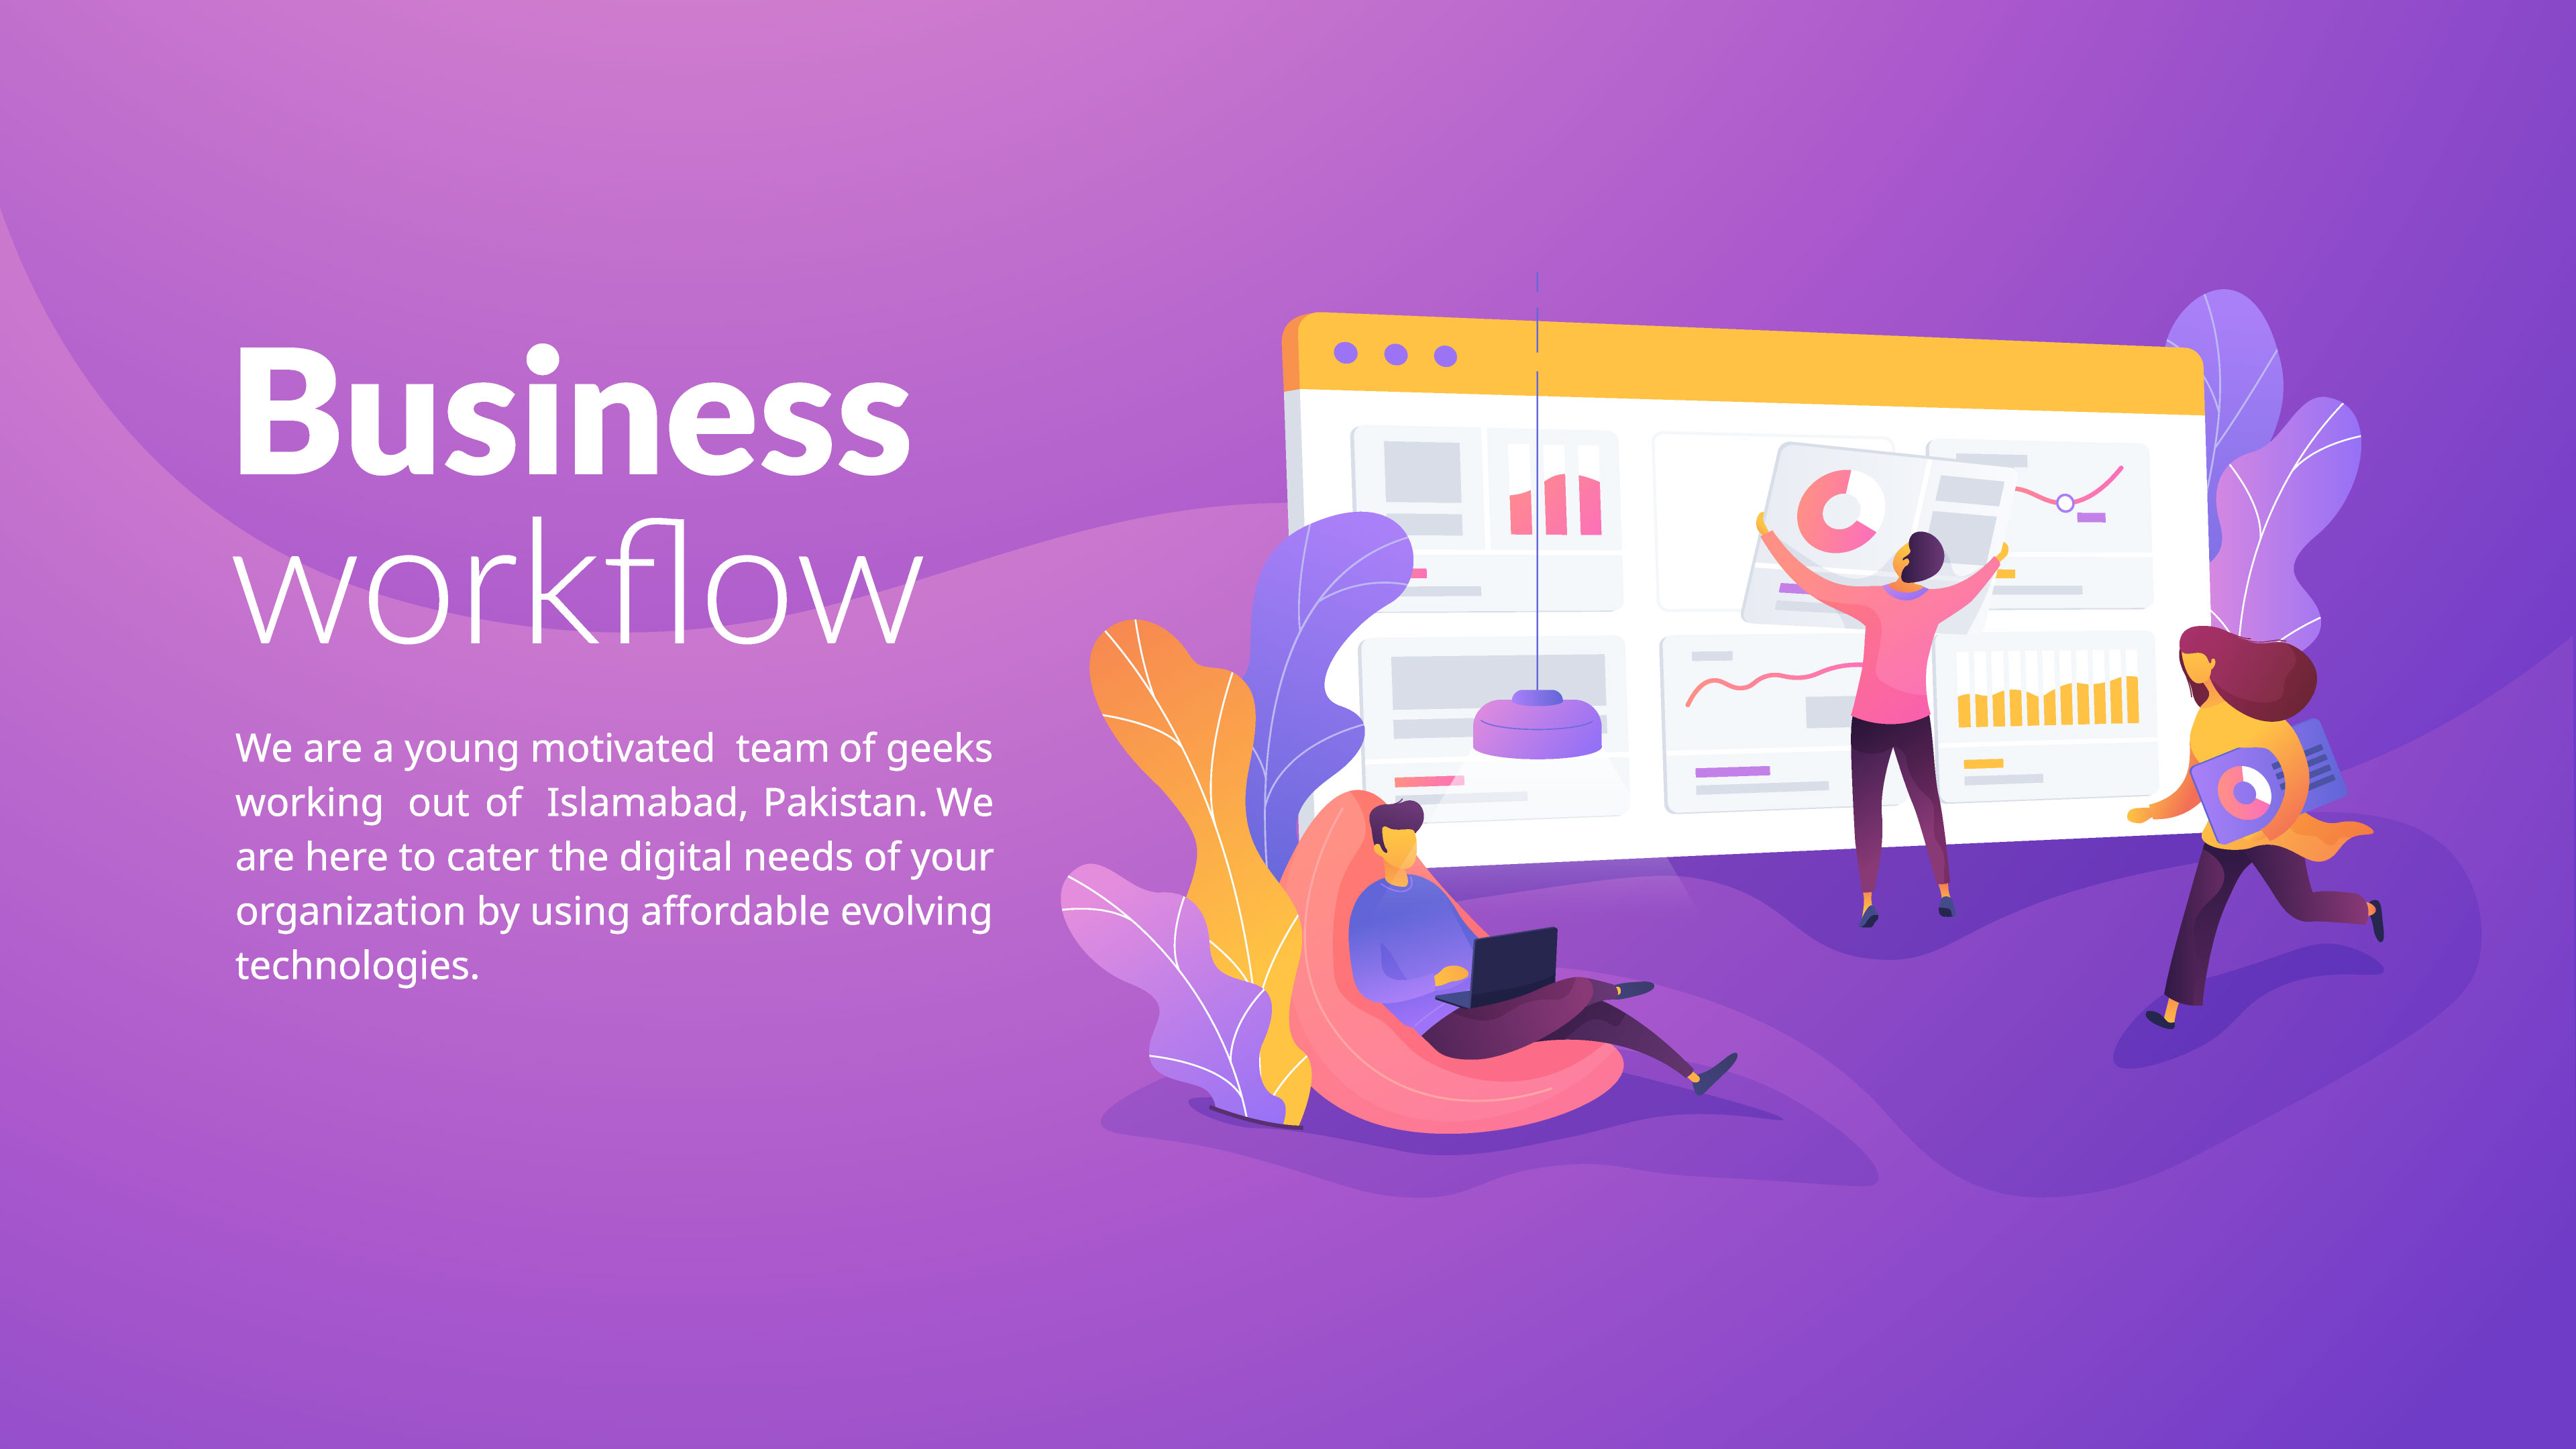 Business
workflow
We are a young motivated  team of geeks
working  out of  Islamabad, Pakistan. We
are here to cater the digital needs of your
organization by using affordable evolving
technologies.